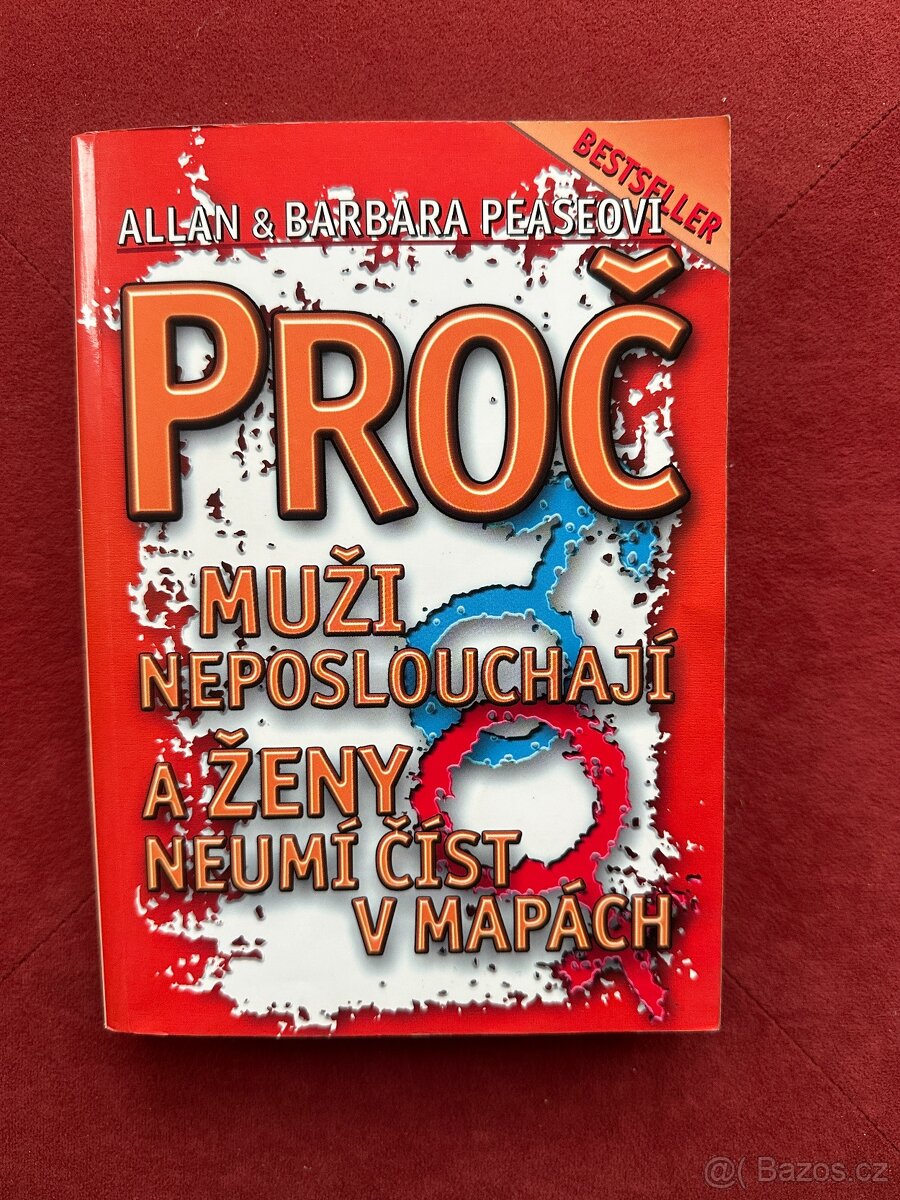 BESTSELLER
ALLAN & BARBARA PEASEOVI
PROČ
MUŽI
NEPOSLOUCHAJÍ
A ŽENY
NEUMÍ ČÍST
V MAPÁCH
@( Bazos.cz